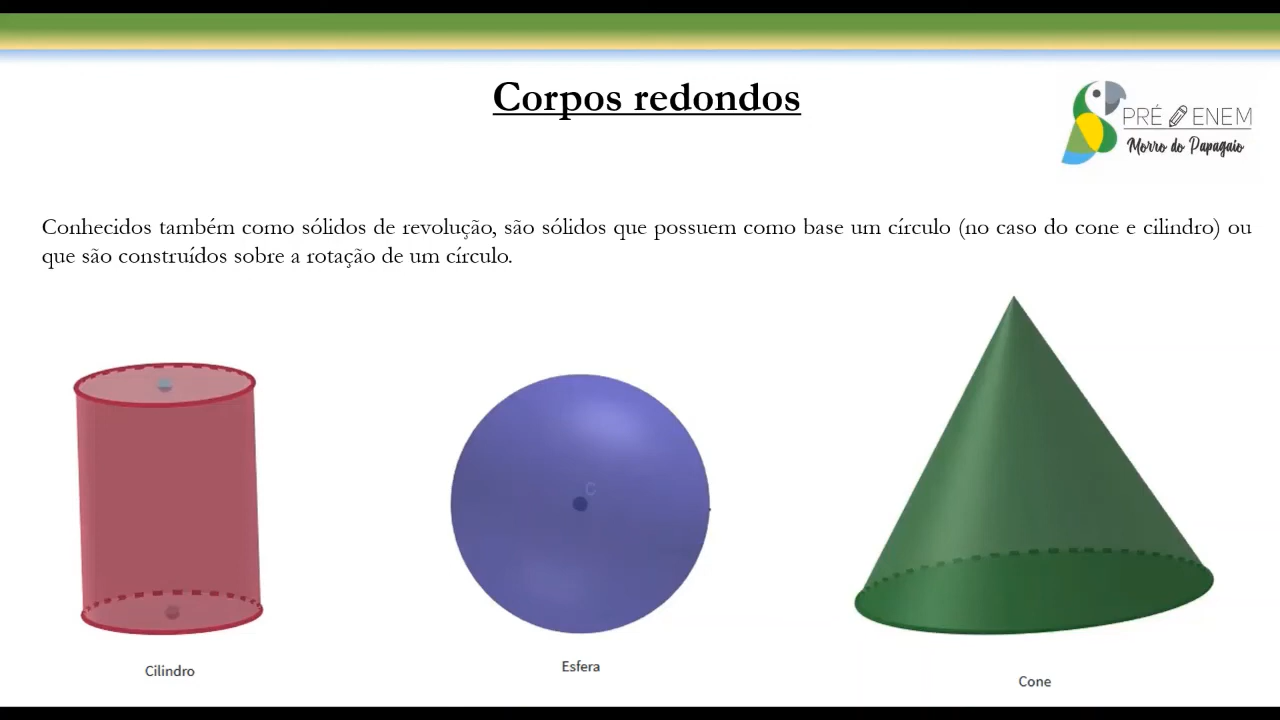 Corpos redondos
PRÉ ENEM
Morro do Papagaio
Conhecidos também como sólidos de revolução, são sólidos que possuem como base um círculo (no caso do cone e cilindro) ou
que são construídos sobre a rotação de um círculo.
C
Cilindro
Esfera
Cone